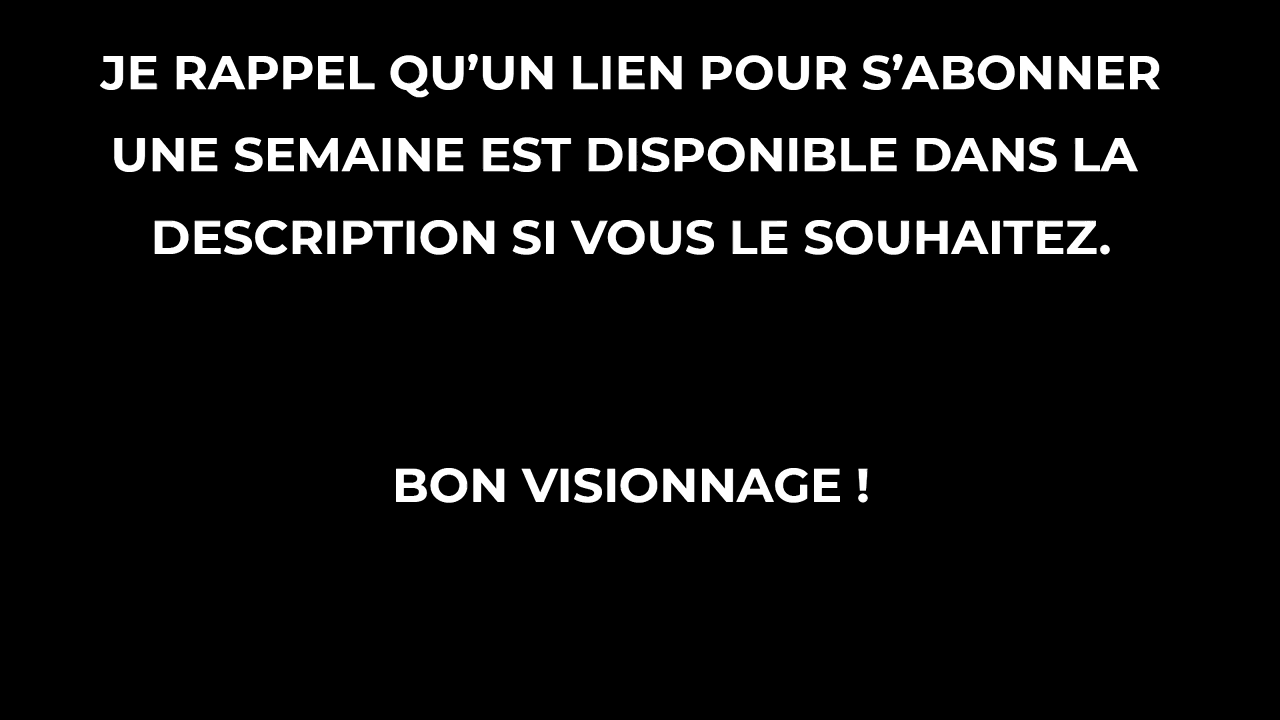 JE RAPPEL QU’UN LIEN POUR S’ABONNER
UNE SEMAINE EST DISPONIBLE DANS LA
DESCRIPTION SI VOUS LE SOUHAITEZ.
BON VISIONNAGE !